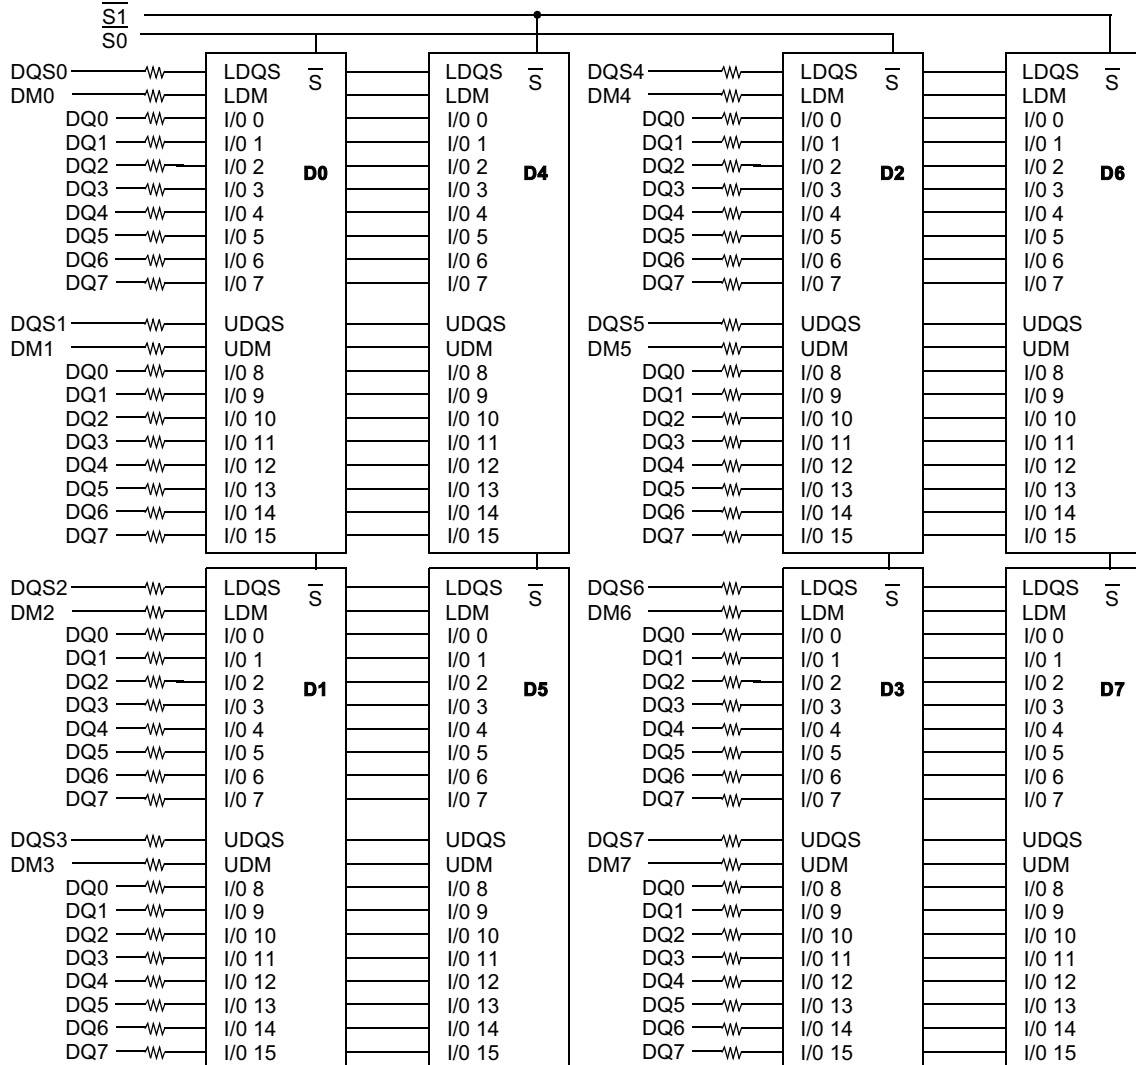 S1
S0
DQS0 LDQS S LDQS S DQS4 LDQS S LDQS S
DM0 LDM LDM DM4 LDM LDM
DQ0 I/0 0 I/0 0 DQ0 I/0 0 I/0 0
DQ1 I/0 1 I/0 1 DQ1 I/0 1 I/0 1
DQ2 I/0 2 D0 I/0 2 D4 DQ2 I/0 2 D2 I/0 2 D6
DQ3 I/0 3 I/0 3 DQ3 I/0 3 I/0 3
DQ4 I/0 4 I/0 4 DQ4 I/0 4 I/0 4
DQ5 I/0 5 I/0 5 DQ5 I/0 5 I/0 5
DQ6 I/0 6 I/0 6 DQ6 I/0 6 I/0 6
DQ7 I/0 7 I/0 7 DQ7 I/0 7 I/0 7
DQS1 UDQS UDQS DQS5 UDQS UDQS
DM1 UDM UDM DM5 UDM UDM
DQ0 I/0 8 I/0 8 DQ0 I/0 8 I/0 8
DQ1 I/0 9 I/0 9 DQ1 I/0 9 I/0 9
DQ2 I/0 10 I/0 10 DQ2 I/0 10 I/0 10
DQ3 I/0 11 I/0 11 DQ3 I/0 11 I/0 11
DQ4 I/0 12 I/0 12 DQ4 I/0 12 I/0 12
DQ5 I/0 13 I/0 13 DQ5 I/0 13 I/0 13
DQ6 I/0 14 I/0 14 DQ6 I/0 14 I/0 14
DQ7 I/0 15 I/0 15 DQ7 I/0 15 I/0 15
DQS2 LDQS S LDQS S DQS6 LDQS S LDQS S
DM2 LDM LDM DM6 LDM LDM
DQ0 I/0 0 I/0 0 DQ0 I/0 0 I/0 0
DQ1 I/0 1 I/0 1 DQ1 I/0 1 I/0 1
DQ2 I/0 2 D1 I/0 2 D5 DQ2 I/0 2 D3 I/0 2 D7
DQ3 I/0 3 I/0 3 DQ3 I/0 3 I/0 3
DQ4 I/0 4 I/0 4 DQ4 I/0 4 I/0 4
DQ5 I/0 5 I/0 5 DQ5 I/0 5 I/0 5
DQ6 I/0 6 I/0 6 DQ6 I/0 6 I/0 6
DQ7 I/0 7 I/0 7 DQ7 I/0 7 I/0 7
DQS3 UDQS UDQS DQS7 UDQS UDQS
DM3 UDM UDM DM7 UDM UDM
DQ0 I/0 8 I/0 8 DQ0 I/0 8 I/0 8
DQ1 I/0 9 I/0 9 DQ1 I/0 9 I/0 9
DQ2 I/0 10 I/0 10 DQ2 I/0 10 I/0 10
DQ3 I/0 11 I/0 11 DQ3 I/0 11 I/0 11
DQ4 I/0 12 I/0 12 DQ4 I/0 12 I/0 12
DQ5 I/0 13 I/0 13 DQ5 I/0 13 I/0 13
DQ6 I/0 14 I/0 14 DQ6 I/0 14 I/0 14
DQ7 I/0 15 I/0 15 DQ7 I/0 15 I/0 15